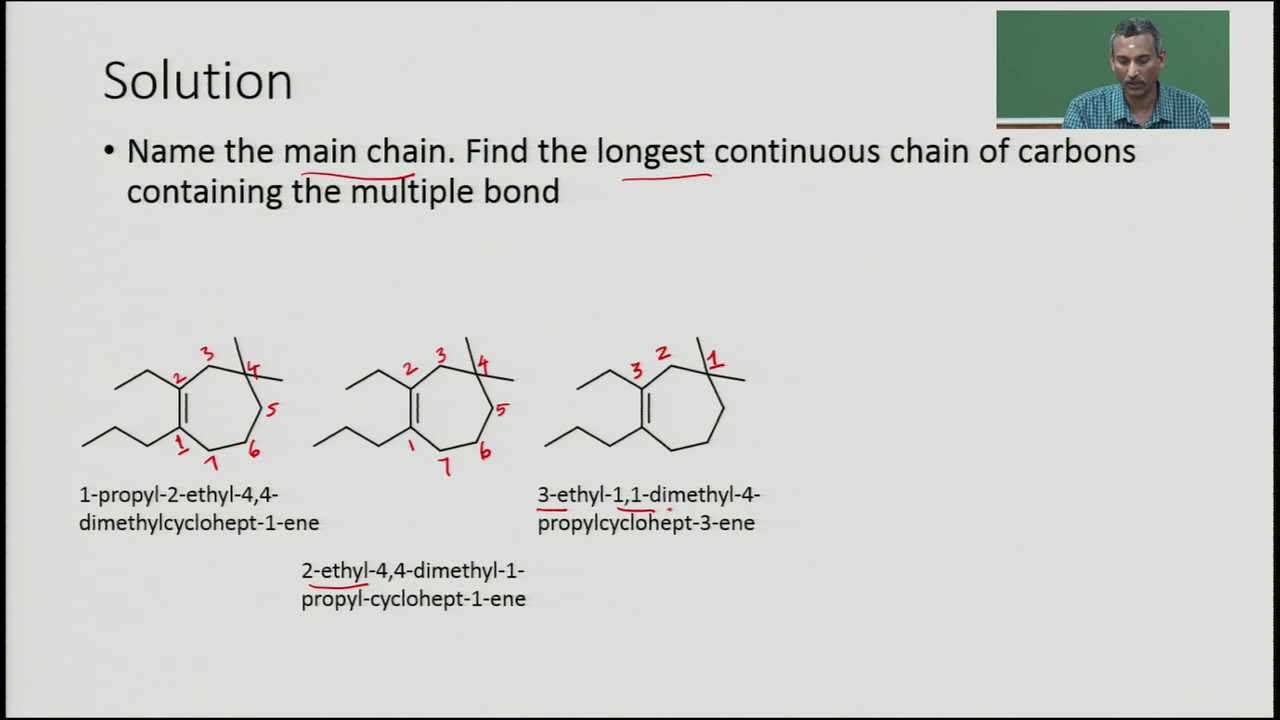 Solution
• Name the main chain. Find the longest continuous chain of carbons
containing the multiple bond
3
2
4
5
1
6
7
3
2
4
5
1
6
7
2
1
3
1-propyl-2-ethyl-4,4-
dimethylcyclohept-1-ene
3-ethyl-1,1-dimethyl-4-
propylcyclohept-3-ene
2-ethyl-4,4-dimethyl-1-
propyl-cyclohept-1-ene